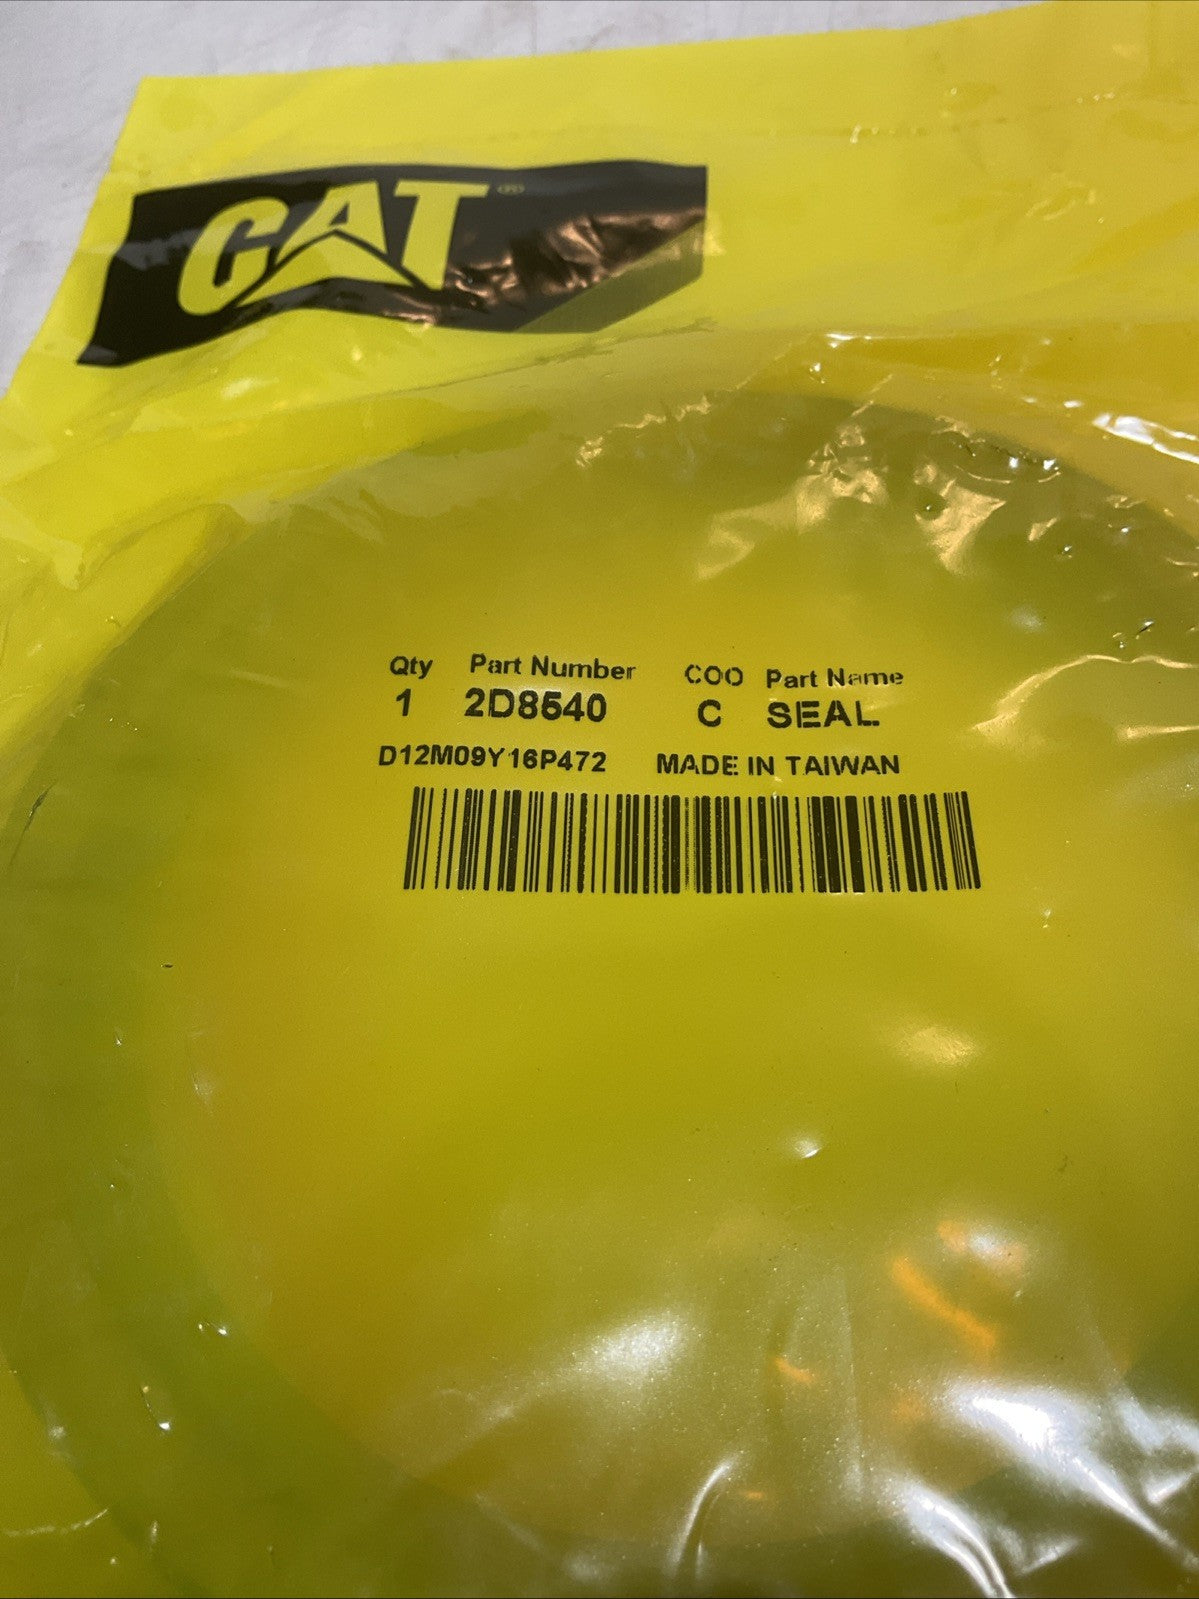 CAT®
Qty Part Number COO Part Name
1 2D8540 C SEAL
D12M09Y16P472 MADE IN TAIWAN